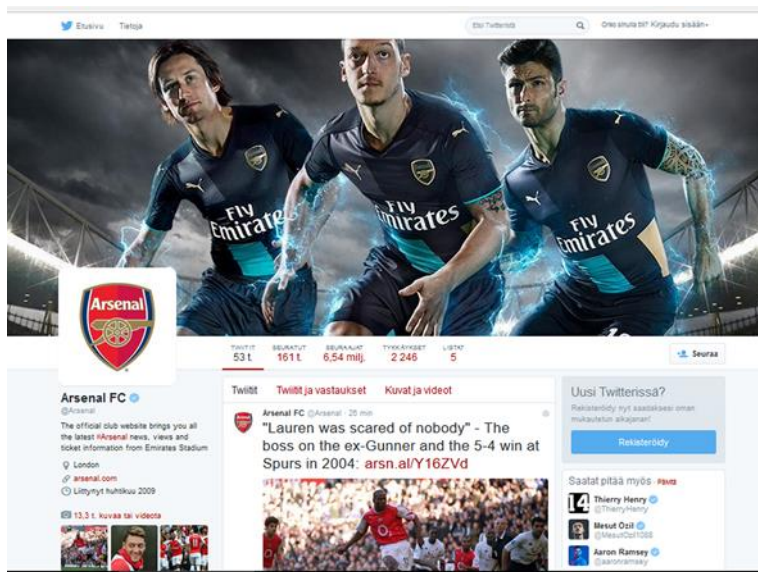 Etusivu Tietoja
Etsi Twitteristä
Onko sinulla tili? Kirjaudu sisään
Fly
Emirates
Fly
Emirates
Fly
Emirates
Arsenal
TWIITIT SEURATUT SEURAAJAT TYKKÄYKSET LISTAT
53 t. 161 t. 6,54 milj. 2 246 5
Seuraa
Arsenal FC
@Arsenal
The official club website brings you all
the latest #Arsenal news, views and
ticket information from Emirates Stadium
London
arsenal.com
Liittynyt huhtikuu 2009
13,3 t. kuvaa tai videota
Twiitit Twiitit ja vastaukset Kuvat ja videot
Arsenal FC @Arsenal · 26 min
"Lauren was scared of nobody" - The
boss on the ex-Gunner and the 5-4 win at
Spurs in 2004: arsn.al/Y16ZVd
O2
Uusi Twitterissä?
Rekisteröidy nyt saadaksesi oman
mukautetun aikajanan!
Rekisteröidy
Saatat pitää myös · Päivitä
14
Thierry Henry
@ThierryHenry
Mesut Özil
@MesutOzil1088
Aaron Ramsey
@aaronramsey